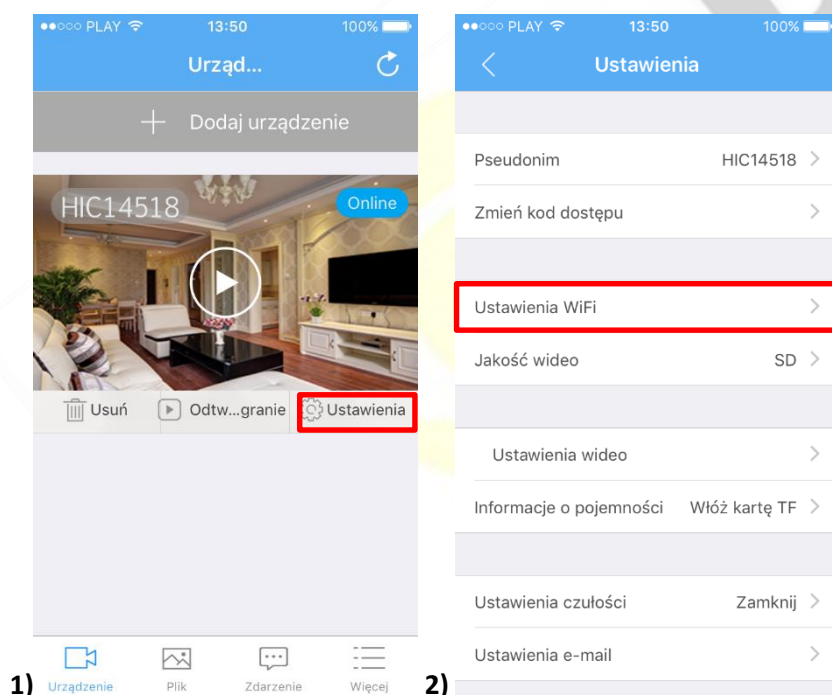 ●●○○○ PLAY 13:50 100%
Urząd...
Dodaj urządzenie
HIC14518
Online
Usuń
Odtw...granie
Ustawienia
1)
Urządzenie
Plik
Zdarzenie
Więcej
●●○○○ PLAY 13:50 100%
Ustawienia
Pseudonim HIC14518
Zmień kod dostępu
Ustawienia WiFi
Jakość wideo SD
Ustawienia wideo
Informacje o pojemności Włóż kartę TF
Ustawienia czułości Zamknij
Ustawienia e-mail
2)